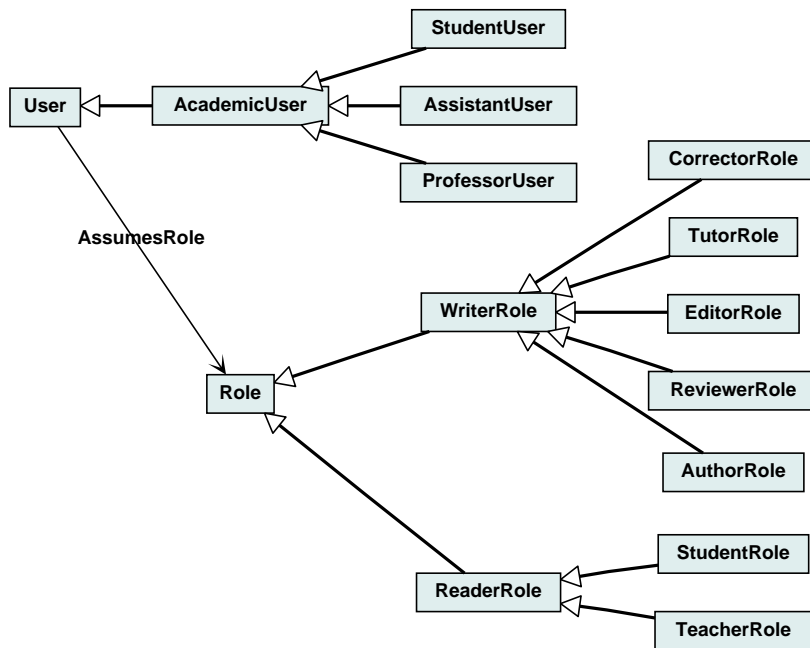 StudentUser
User
AcademicUser
AssistantUser
ProfessorUser
CorrectorRole
AssumesRole
TutorRole
WriterRole
EditorRole
Role
ReviewerRole
AuthorRole
StudentRole
ReaderRole
TeacherRole